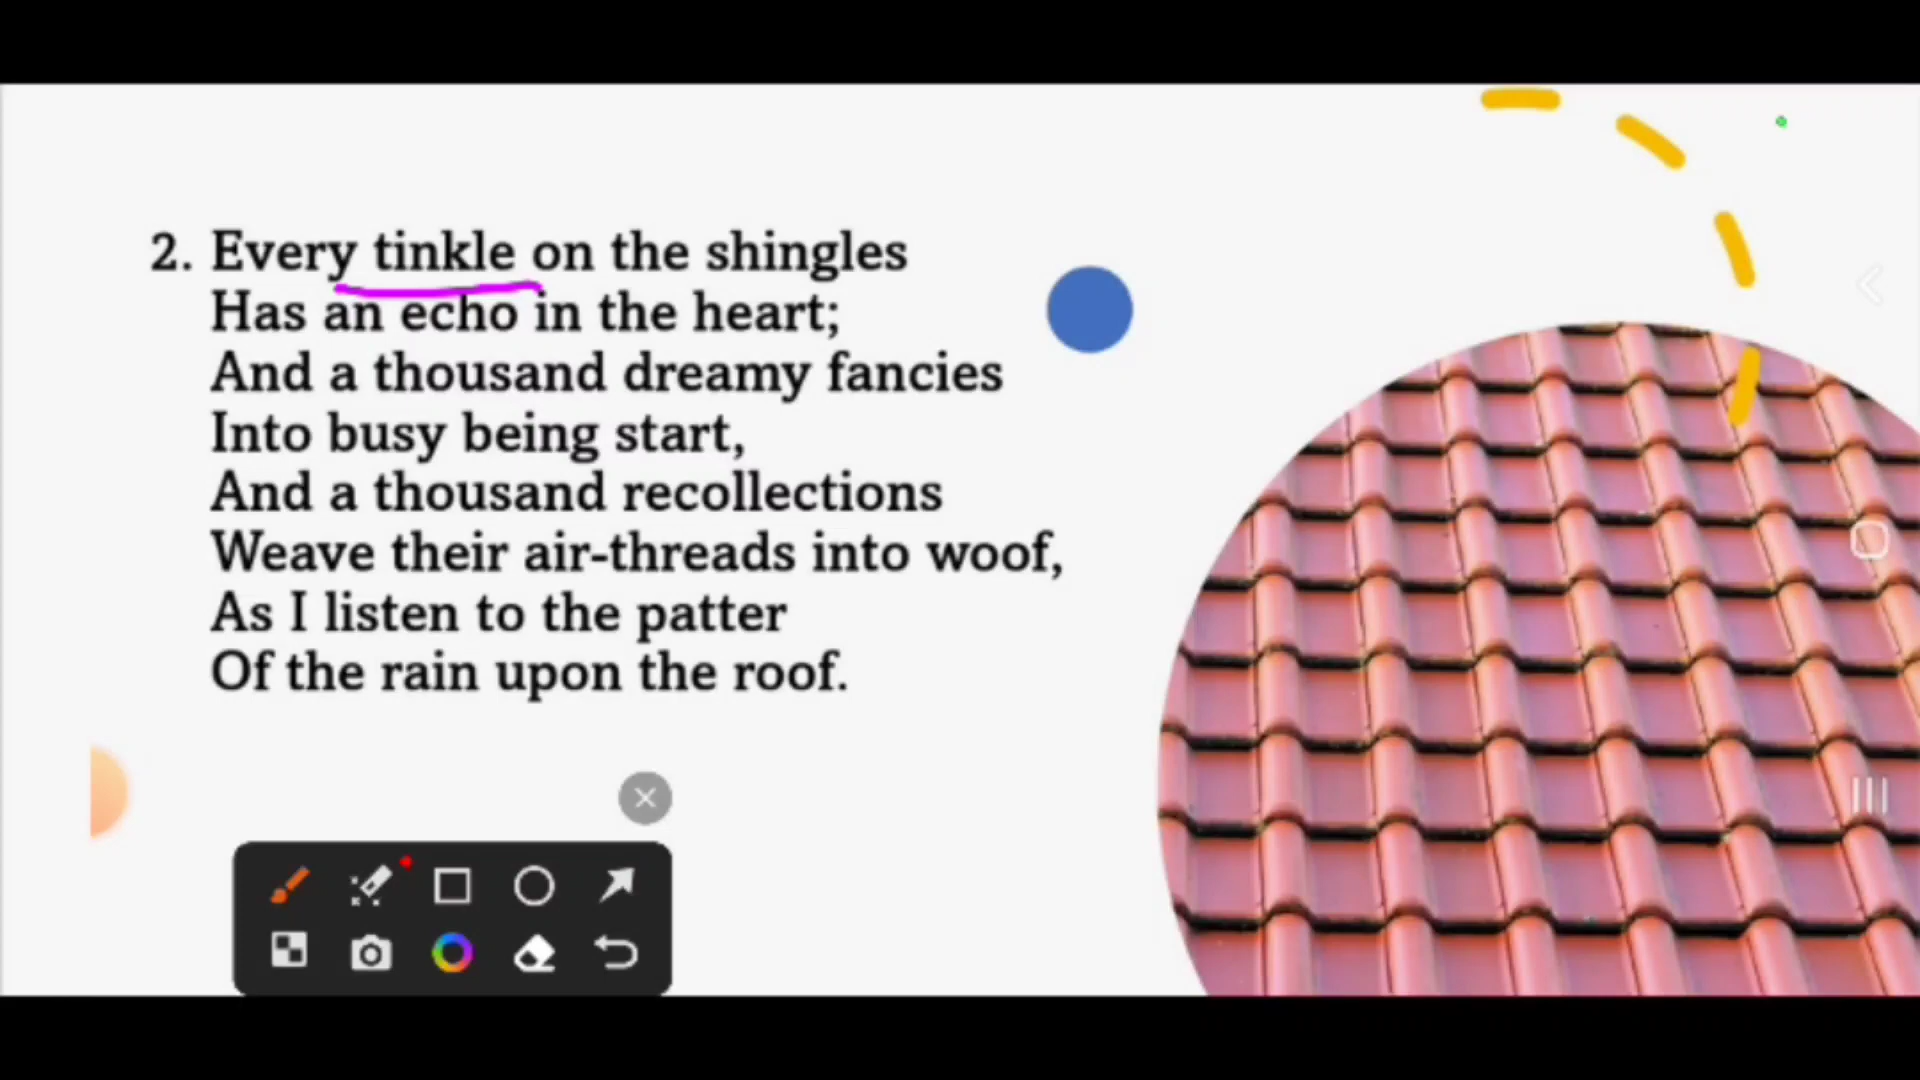 2. Every tinkle on the shingles
Has an echo in the heart;
And a thousand dreamy fancies
Into busy being start,
And a thousand recollections
Weave their air-threads into woof,
As I listen to the patter
Of the rain upon the roof.